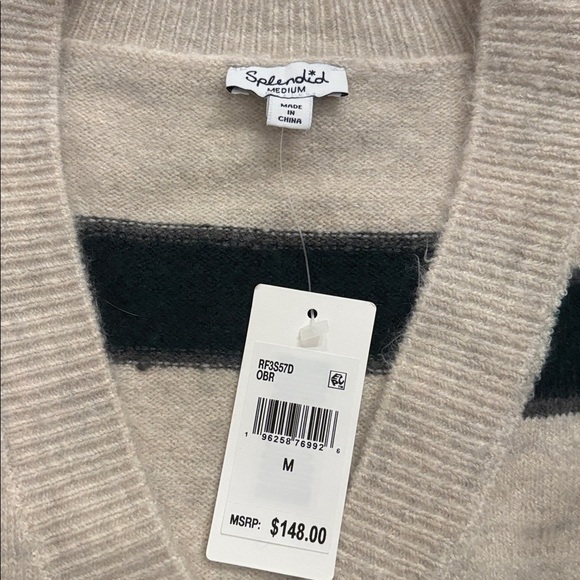 Splendid
MEDIUM
MADE
IN
CHINA
RF3S57D
OBR
1 96258 76992 6
M
MSRP: $148.00